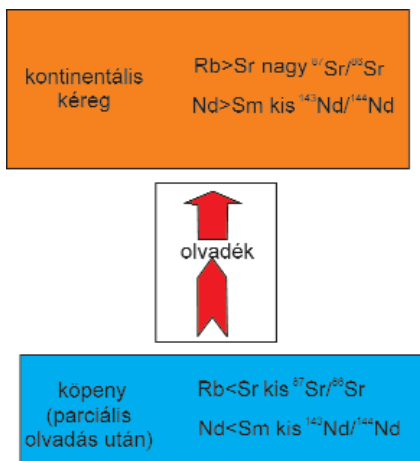 kontinentális
kéreg
Rb>Sr nagy ⁸⁷Sr/⁸⁶Sr
Nd>Sm kis ¹⁴³Nd/¹⁴⁴Nd
olvadék
köpeny
(parciális
olvadás után)
Rb<Sr kis ⁸⁷Sr/⁸⁶Sr
Nd<Sm kis ¹⁴³Nd/¹⁴⁴Nd